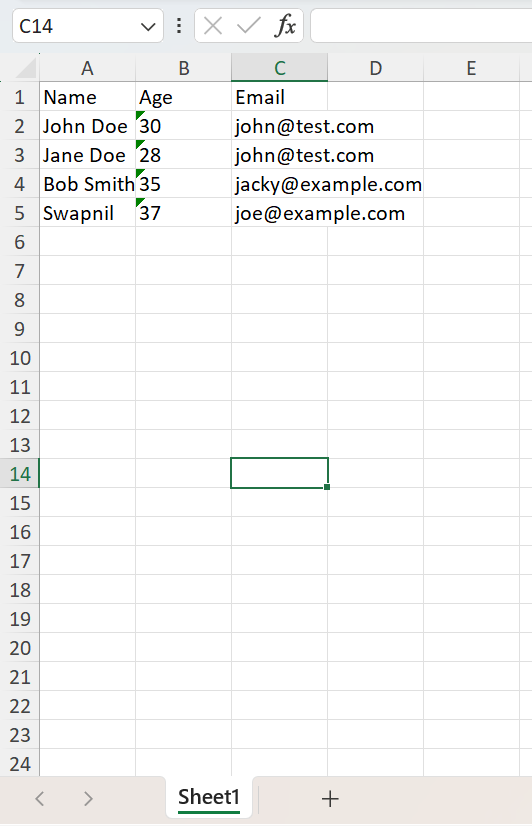 C14 fx
A B C D E
1 Name Age Email
2 John Doe 30 john@test.com
3 Jane Doe 28 john@test.com
4 Bob Smith 35 jacky@example.com
5 Swapnil 37 joe@example.com
6
7
8
9
10
11
12
13
14
15
16
17
18
19
20
21
22
23
24
Sheet1